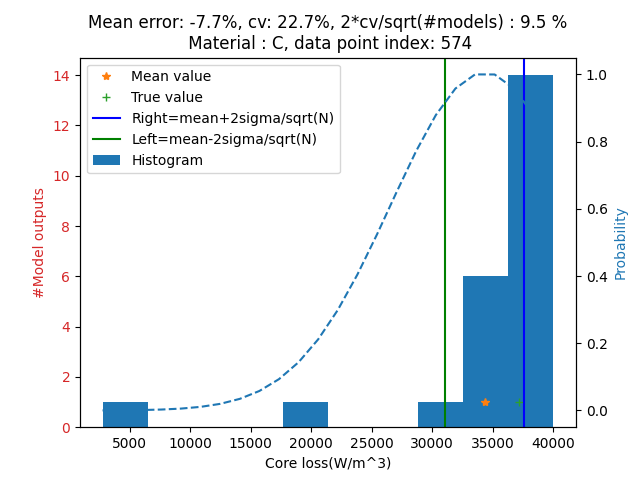 Mean error: -7.7%, cv: 22.7%, 2*cv/sqrt(#models) : 9.5 %
Material : C, data point index: 574
Mean value
True value
Right=mean+2sigma/sqrt(N)
Left=mean-2sigma/sqrt(N)
Histogram
14
12
10
8
6
4
2
0
#Model outputs
1.0
0.8
0.6
0.4
0.2
0.0
Probability
5000 10000 15000 20000 25000 30000 35000 40000
Core loss(W/m^3)